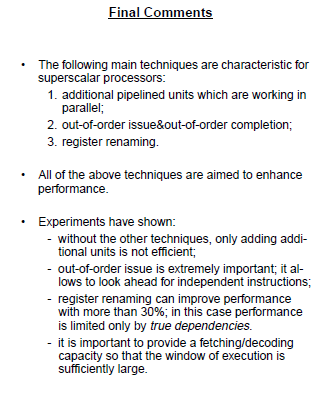 Final Comments
• The following main techniques are characteristic for
superscalar processors:
1. additional pipelined units which are working in
parallel;
2. out-of-order issue&out-of-order completion;
3. register renaming.
• All of the above techniques are aimed to enhance
performance.
• Experiments have shown:
- without the other techniques, only adding addi-
tional units is not efficient;
- out-of-order issue is extremely important; it al-
lows to look ahead for independent instructions;
- register renaming can improve performance
with more than 30%; in this case performance
is limited only by true dependencies.
- it is important to provide a fetching/decoding
capacity so that the window of execution is
sufficiently large.